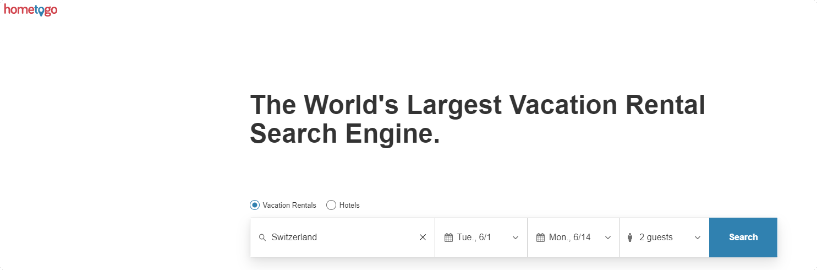 hometogo
The World's Largest Vacation Rental
Search Engine.
Vacation Rentals Hotels
Switzerland Tue , 6/1 Mon , 6/14 2 guests Search